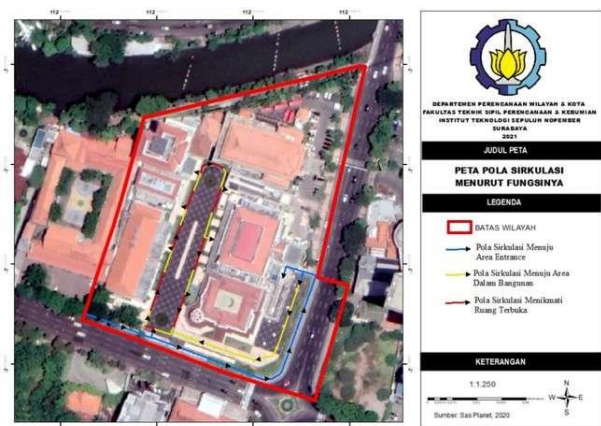 112 112 112 112
DEPARTEMEN PERENCANAAN WILAYAH & KOTA
FAKULTAS TEKNIK SIPIL PERENCANAAN & KEBUMIAN
INSTITUT TEKNOLOGI SEPULUH NOPEMBER
SURABAYA
2021
JUDUL PETA
PETA POLA SIRKULASI
MENURUT FUNGSINYA
LEGENDA
BATAS WILAYAH
Pola Sirkulasi Menuju
Area Entrance
Pola Sirkulasi Menuju Area
Dalam Bangunan
Pola Sirkulasi Menikmati
Ruang Terbuka
KETERANGAN
1:1.250
N
W E
S
Sumber: Sas Planet, 2020